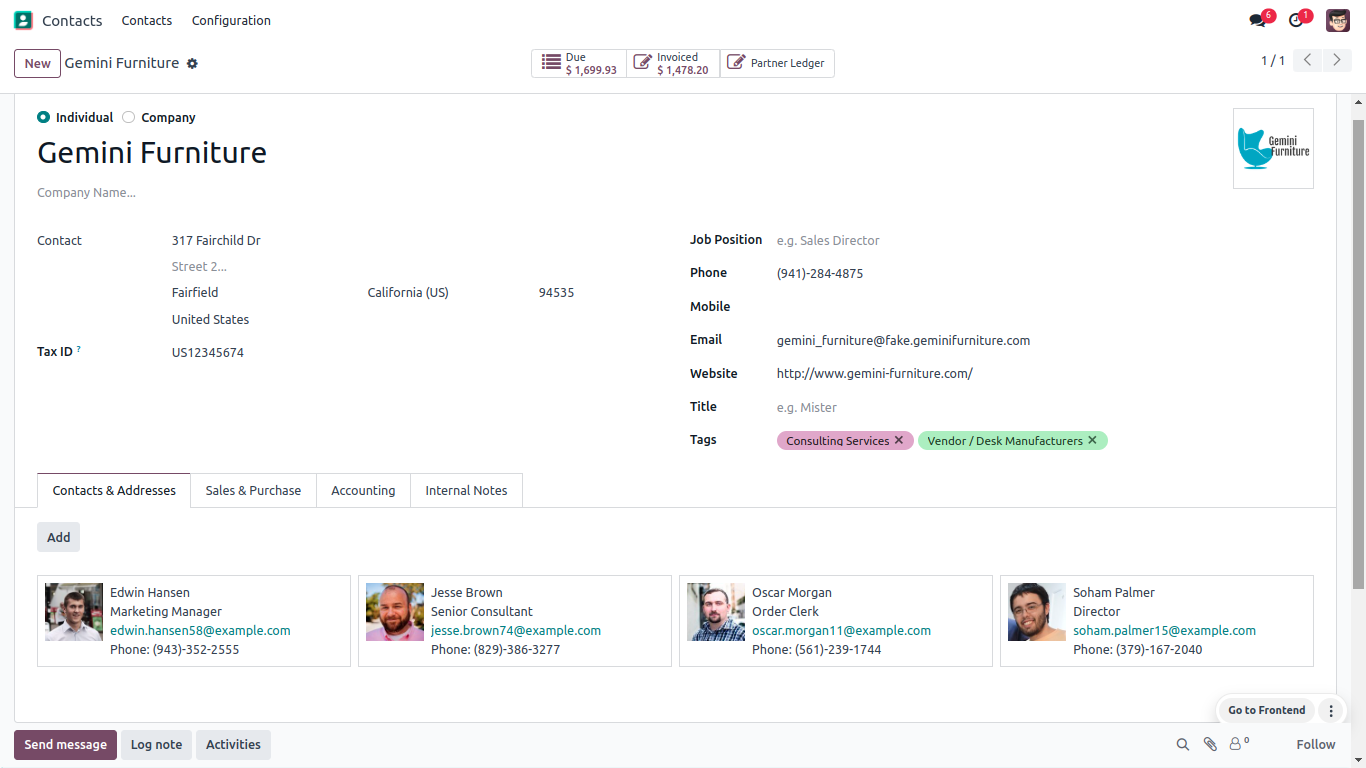 Contacts Contacts Configuration 6 1
New Gemini Furniture Due $ 1,699.93 Invoiced $ 1,478.20 Partner Ledger 1 / 1
Individual Company
Gemini Furniture
Gemini
Furniture
Company Name...
Contact 317 Fairchild Dr
Street 2...
Fairfield California (US) 94535
United States
Tax ID ? US12345674
Job Position e.g. Sales Director
Phone (941)-284-4875
Mobile
Email gemini_furniture@fake.geminifurniture.com
Website http://www.gemini-furniture.com/
Title e.g. Mister
Tags Consulting Services Vendor / Desk Manufacturers
Contacts & Addresses Sales & Purchase Accounting Internal Notes
Add
Edwin Hansen
Marketing Manager
edwin.hansen58@example.com
Phone: (943)-352-2555
Jesse Brown
Senior Consultant
jesse.brown74@example.com
Phone: (829)-386-3277
Oscar Morgan
Order Clerk
oscar.morgan11@example.com
Phone: (561)-239-1744
Soham Palmer
Director
soham.palmer15@example.com
Phone: (379)-167-2040
Go to Frontend
Send message Log note Activities 0 Follow